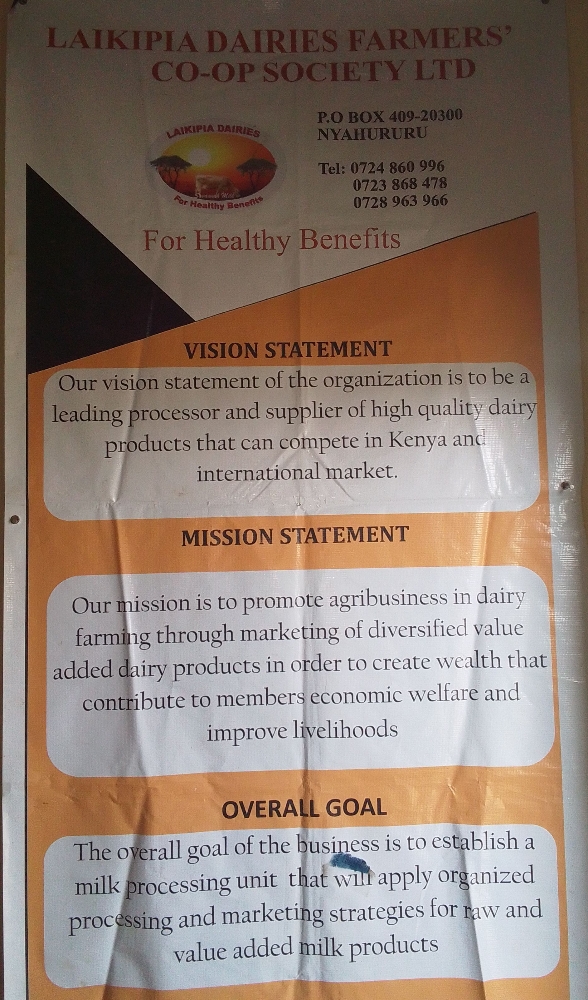 LAIKIPIA DAIRIES FARMERS'
CO-OP SOCIETY LTD
P.O BOX 409-20300
NYAHURURU
LAIKIPIA DAIRIES
For Healthy Benefits
Tel: 0724 860 996
0723 868 478
0728 963 966
For Healthy Benefits
VISION STATEMENT
Our vision statement of the organization is to be a
leading processor and supplier of high quality dairy
products that can compete in Kenya and
international market.
MISSION STATEMENT
Our mission is to promote agribusiness in dairy
farming through marketing of diversified value
added dairy products in order to create wealth that
contribute to members economic welfare and
improve livelihoods
OVERALL GOAL
The overall goal of the business is to establish a
milk processing unit that will apply organized
processing and marketing strategies for raw and
value added milk products